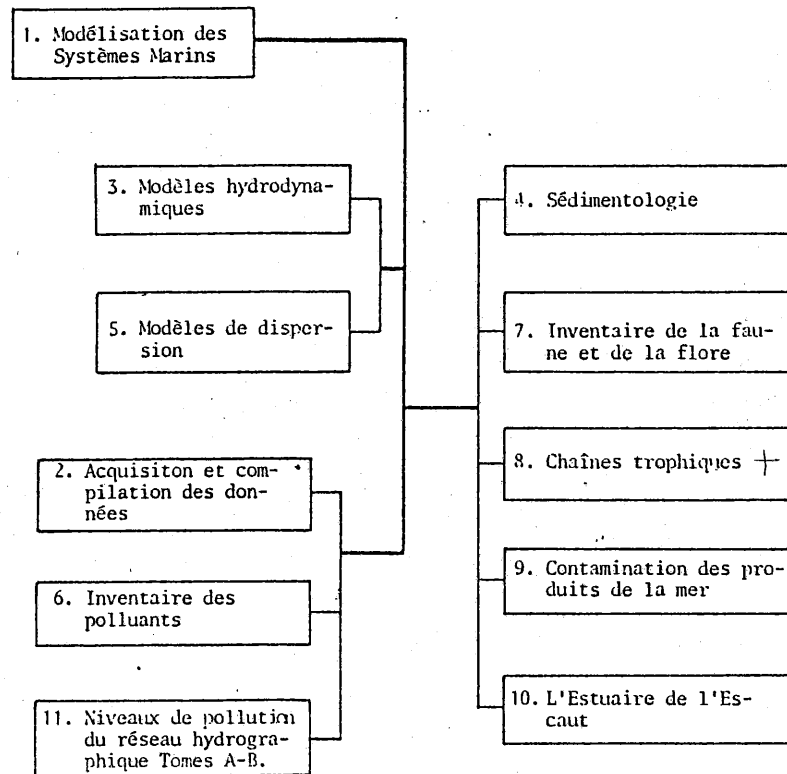 1. Modélisation des
Systèmes Marins
3. Modèles hydrodyna-
miques
5. Modèles de disper-
sion
2. Acquisiton et com-
pilation des don-
nées
6. Inventaire des
polluants
11. Niveaux de pollution
du réseau hydrogra-
phique Tomes A-B.
4. Sédimentologie
7. Inventaire de la fau-
ne et de la flore
8. Chaînes trophiques +
9. Contamination des pro-
duits de la mer
10. L'Estuaire de l'Es-
caut